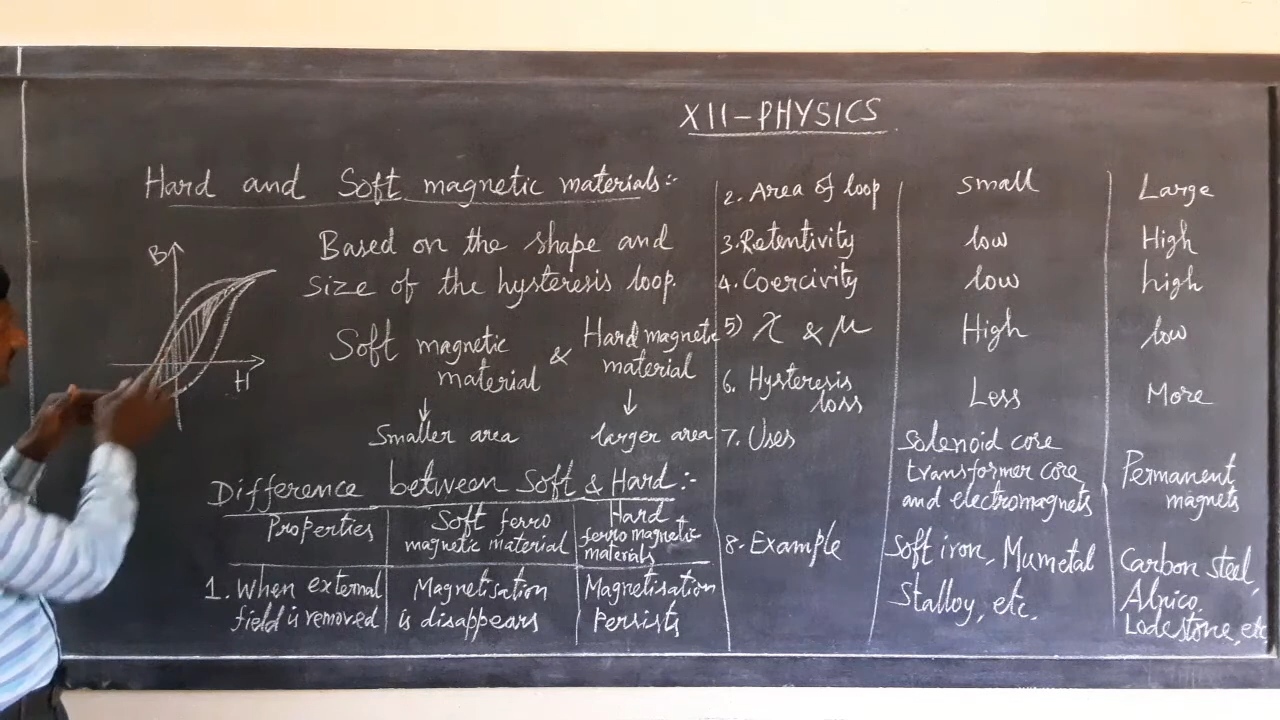 XII-PHYSICS
Hard and Soft magnetic materials:-
Based on the shape and
size of the hysteresis loop.
B
H
Soft magnetic
material
&
Hard magnetic
material
↓
↓
Smaller area
larger area
Difference between Soft & Hard:-
Properties
Soft ferro
magnetic material
Hard
ferro magnetic
materials
1. When external
field is removed
Magnetisation
is disappears
Magnetisation
Persists
2. Area of loop
Small
Large
3. Retentivity
low
High
4. Coercivity
low
high
5) χ & μ
High
low
6. Hysteresis
loss
Less
More
7. Uses
Solenoid core
transformer core
and electromagnets
Permanent
magnets
8. Example
Soft iron, Mumetal
Stalloy, etc.
Carbon steel,
Alnico,
Lodestone, etc